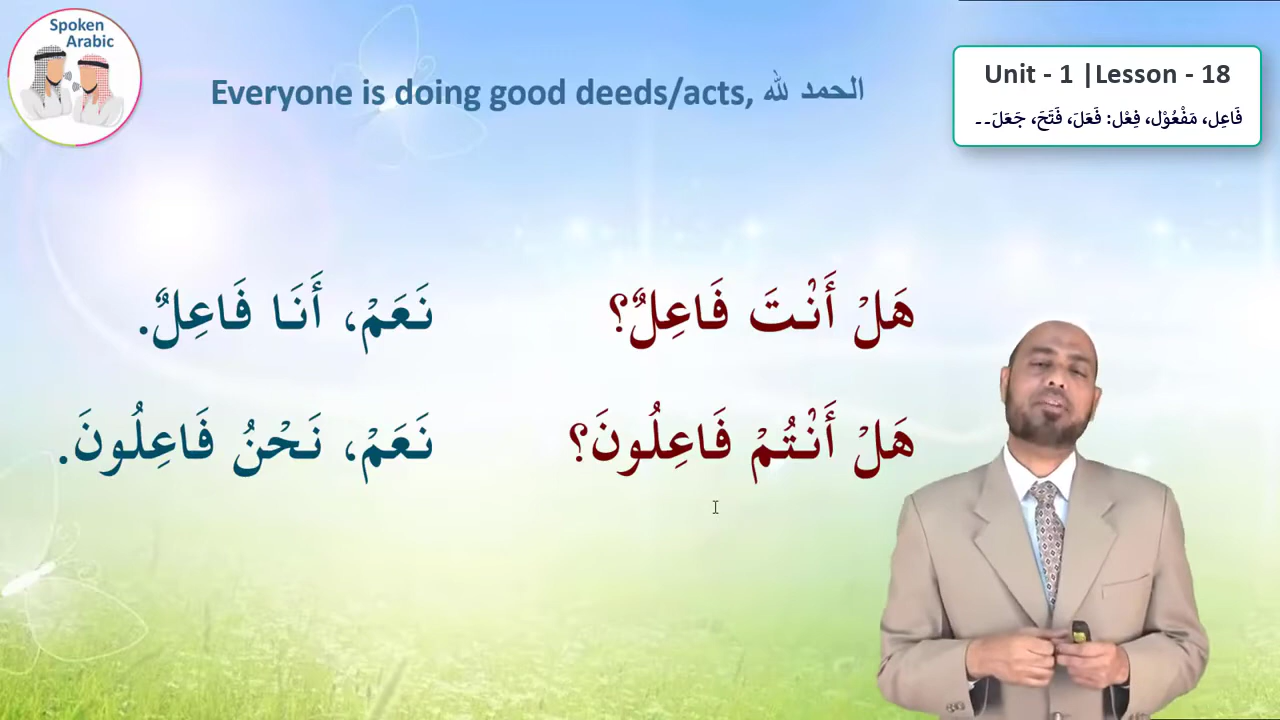 Spoken
Arabic
Everyone is doing good deeds/acts, الحمد لله
Unit - 1 |Lesson - 18
فَاعِل، مَفْعُوْل، فِعْل: فَعَلَ، فَتَحَ، جَعَلَ۔۔
هَلْ أَنْتَ فَاعِلٌ؟ نَعَمْ، أَنَا فَاعِلٌ.
هَلْ أَنْتُمْ فَاعِلُونَ؟ نَعَمْ، نَحْنُ فَاعِلُونَ.